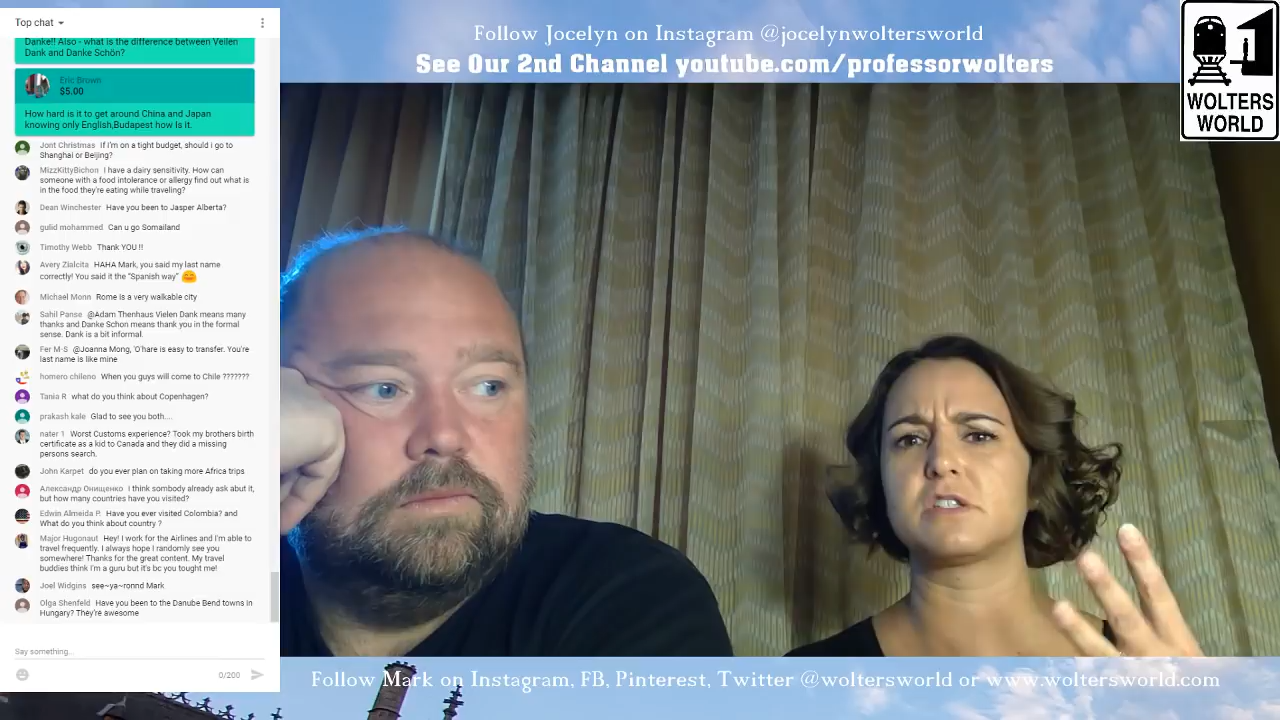 Top chat
Danke!! Also - what is the difference between Veilen
Dank and Danke Schön?
Eric Brown
$5.00
How hard is it to get around China and Japan
knowing only English,Budapest how Is it.
Jont Christmas If I'm on a tight budget, should i go to
Shanghai or Beijing?
MizzKittyBichon I have a dairy sensitivity. How can
someone with a food intolerance or allergy find out what is
in the food they're eating while traveling?
Dean Winchester Have you been to Jasper Alberta?
gulid mohammed Can u go Somailand
Timothy Webb Thank YOU !!
Avery Zialcita HAHA Mark, you said my last name
correctly! You said it the "Spanish way"
Michael Monn Rome is a very walkable city
Sahil Panse @Adam Thenhaus Vielen Dank means many
thanks and Danke Schon means thank you in the formal
sense. Dank is a bit informal.
Fer M-S @Joanna Mong, 'O'hare is easy to transfer. You're
last name is like mine
homero chileno When you guys will come to Chile ???????
Tania R what do you think about Copenhagen?
prakash kale Glad to see you both....
nater 1 Worst Customs experience? Took my brothers birth
certificate as a kid to Canada and they did a missing
persons search.
John Karpet do you ever plan on taking more Africa trips
Александр Онищенко I think sombody already ask abut it,
but how many countries have you visited?
Edwin Almeida P. Have you ever visited Colombia? and
What do you think about country ?
Major Hugonaut Hey! I work for the Airlines and I'm able to
travel frequently. I always hope I randomly see you
somewhere! Thanks for the great content. My travel
buddies think I'm a guru but it's bc you tought me!
Joel Widgins see~ya~ronnd Mark
Olga Shenfeld Have you been to the Danube Bend towns in
Hungary? They're awesome
Say something...
0/200
Follow Jocelyn on Instagram @jocelynwoltersworld
See Our 2nd Channel youtube.com/professorwolters
WOLTERS
WORLD
Follow Mark on Instagram, FB, Pinterest, Twitter @woltersworld or www.woltersworld.com